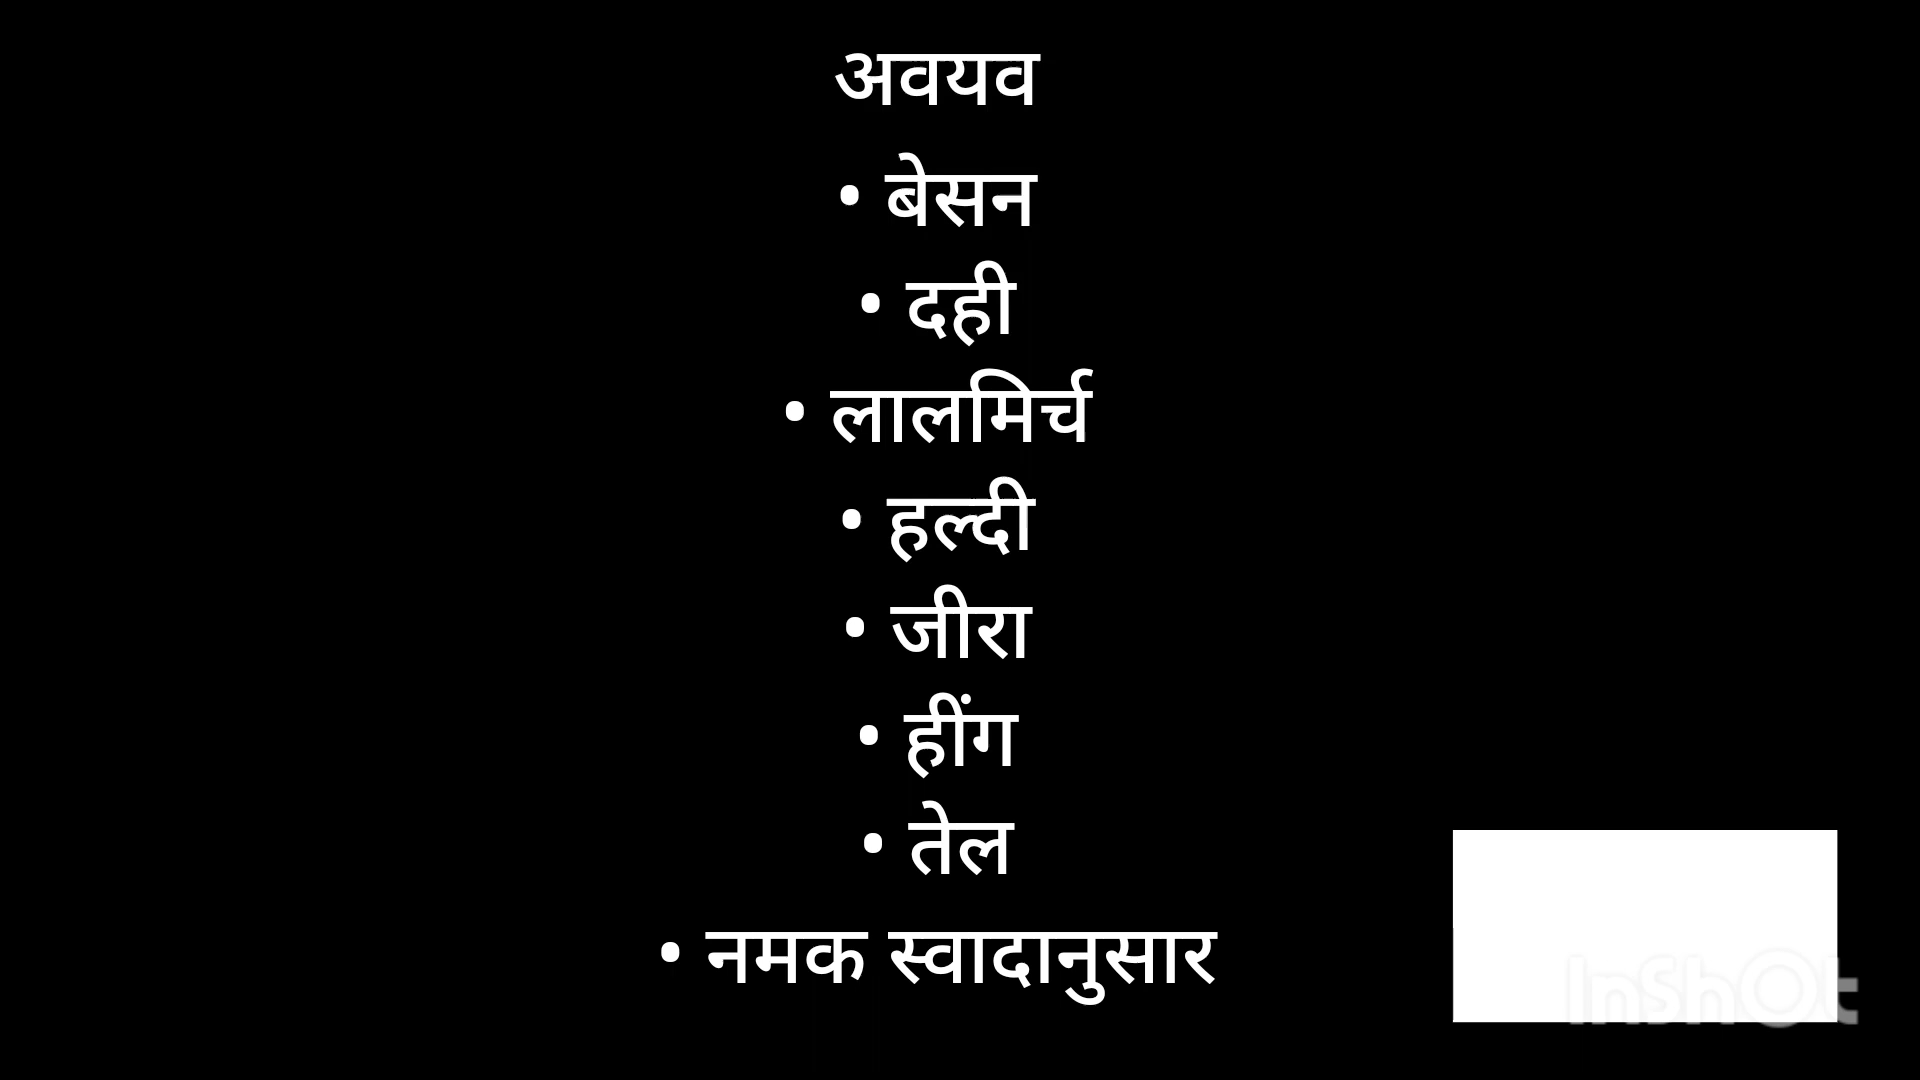 अवयव
• बेसन
• दही
• लालमिर्च
• हल्दी
• जीरा
• हींग
• तेल
• नमक स्वादानुसार
InShOt